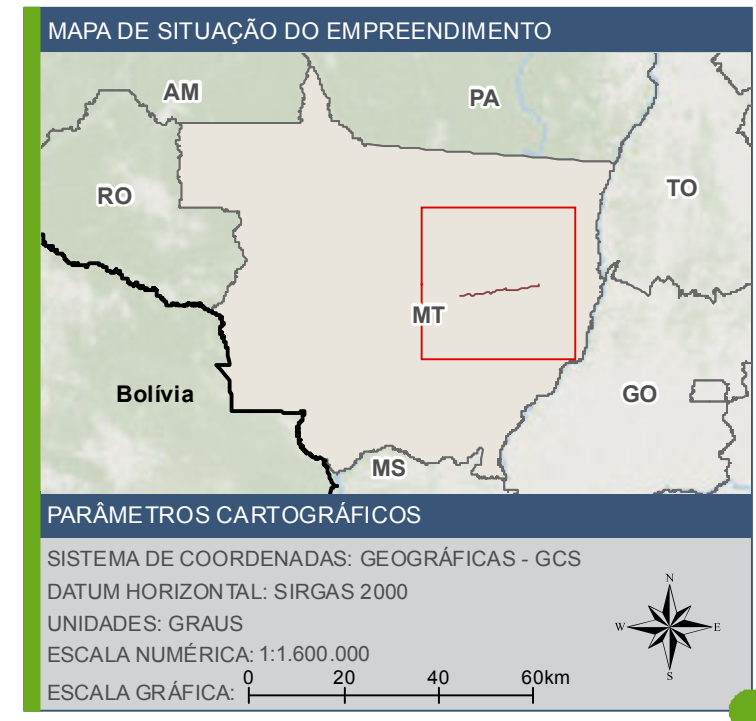 MAPA DE SITUAÇÃO DO EMPREENDIMENTO
AM
PA
RO
TO
MT
Bolívia
GO
MS
PARÂMETROS CARTOGRÁFICOS
SISTEMA DE COORDENADAS: GEOGRÁFICAS - GCS
DATUM HORIZONTAL: SIRGAS 2000
UNIDADES: GRAUS
ESCALA NUMÉRICA: 1:1.600.000
ESCALA GRÁFICA: 0 20 40 60km
N
W E
S